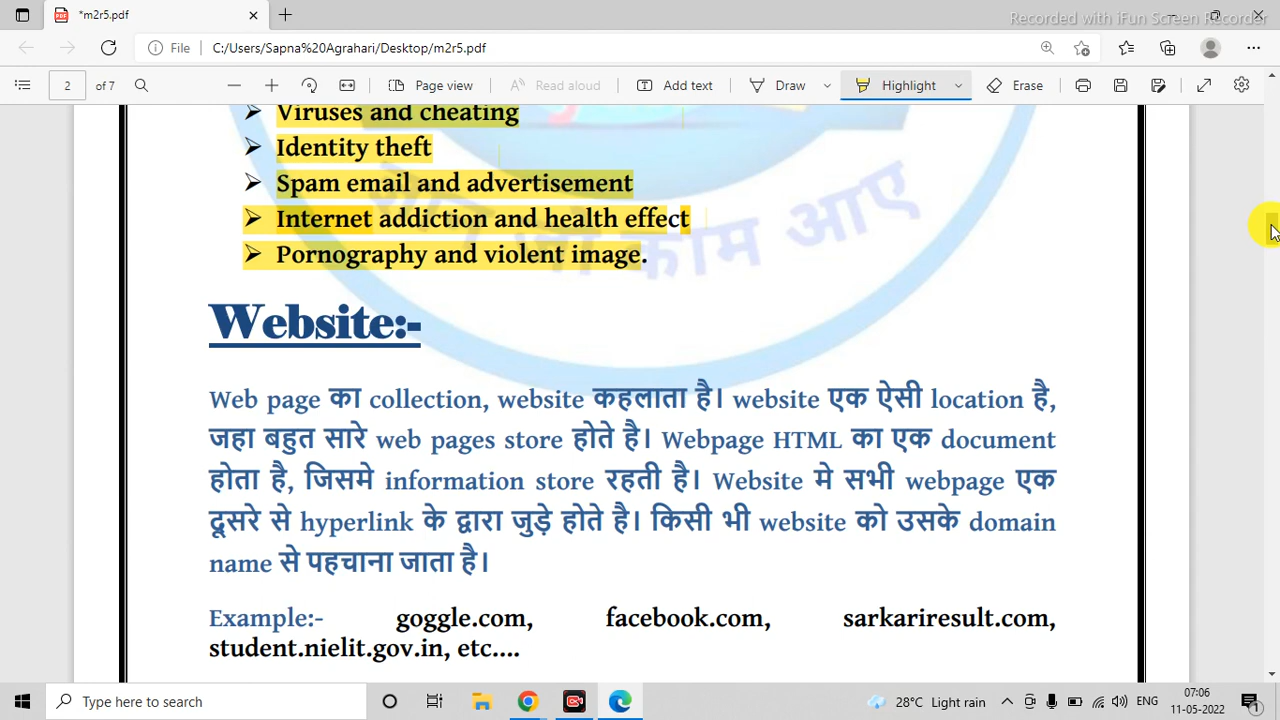 *m2r5.pdf
Recorded with iFun Screen Recorder
File C:/Users/Sapna%20Agrahari/Desktop/m2r5.pdf
2 of 7 Page view Read aloud Add text Draw Highlight Erase
Viruses and cheating
Identity theft
Spam email and advertisement
Internet addiction and health effect
Pornography and violent image.
ज्ञान जो काम आए
Website:-
Web page का collection, website कहलाता है। website एक ऐसी location है,
जहा बहुत सारे web pages store होते है। Webpage HTML का एक document
होता है, जिसमे information store रहती है। Website मे सभी webpage एक
दूसरे से hyperlink के द्वारा जुड़े होते है। किसी भी website को उसके domain
name से पहचाना जाता है।
Example:- goggle.com, facebook.com, sarkariresult.com,
student.nielit.gov.in, etc....
Type here to search
28°C Light rain
ENG
07:06
11-05-2022
1